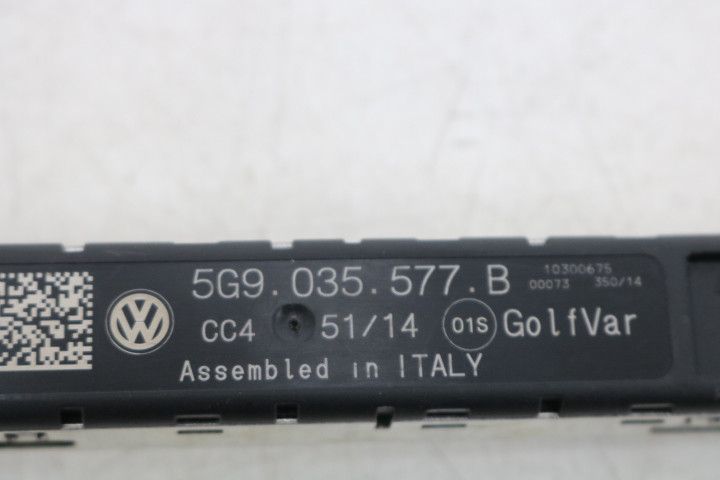 5G9.035.577.B
10300675
00073 350/14
CC4 51/14 01S GolfVar
Assembled in ITALY